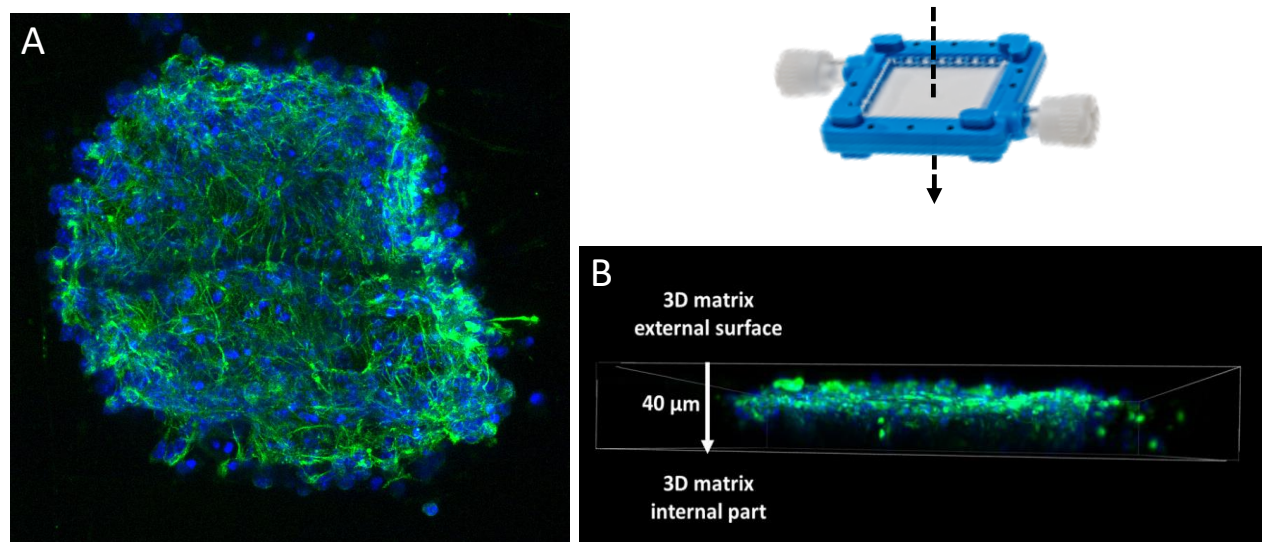 A
B
3D matrix
external surface
40 μm
3D matrix
internal part